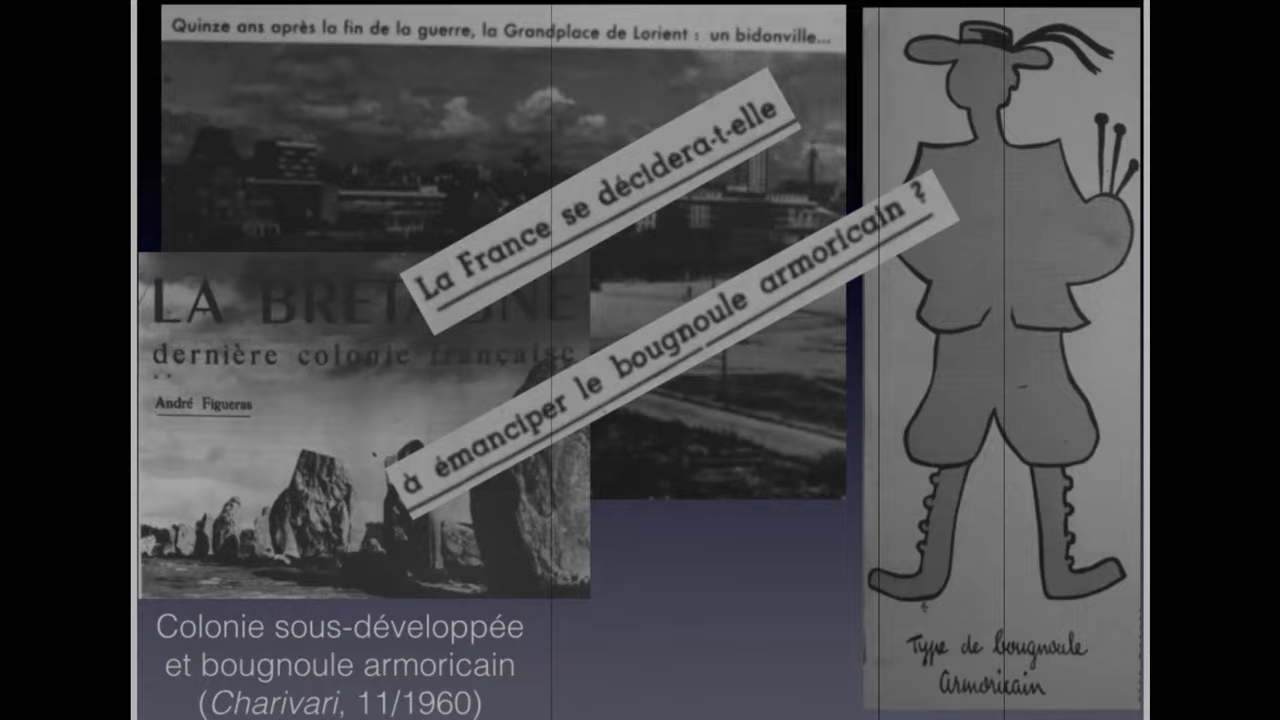 Quinze ans après la fin de la guerre, la Grandplace de Lorient : un bidonville...
La France se décidera-t-elle
à émanciper le bougnoule armoricain ?
LA BRETAGNE
dernière colonie française
André Figueras
Colonie sous-développée
et bougnoule armoricain
(Charivari, 11/1960)
Type de bougnoule
Armoricain